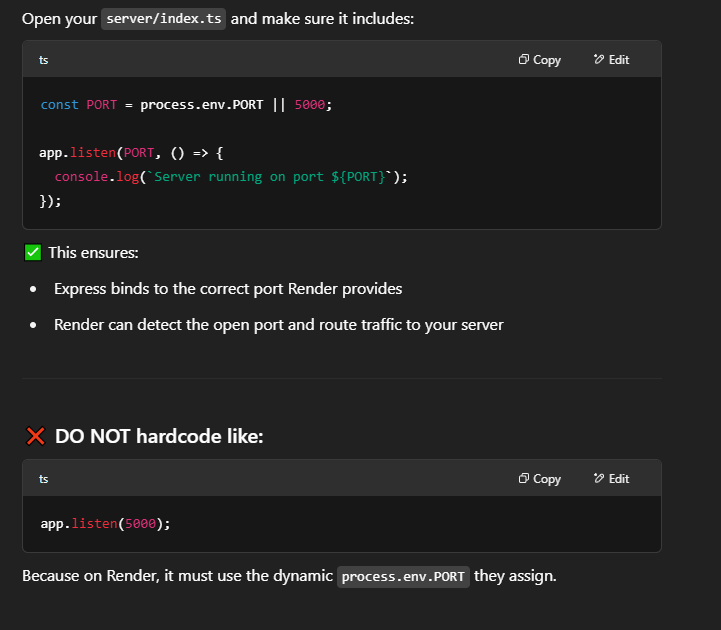 Open your server/index.ts and make sure it includes:
ts Copy Edit
const PORT = process.env.PORT || 5000;
app.listen(PORT, () => {
  console.log(`Server running on port ${PORT}`);
});
✅ This ensures:
• Express binds to the correct port Render provides
• Render can detect the open port and route traffic to your server
❌ DO NOT hardcode like:
ts Copy Edit
app.listen(5000);
Because on Render, it must use the dynamic process.env.PORT they assign.